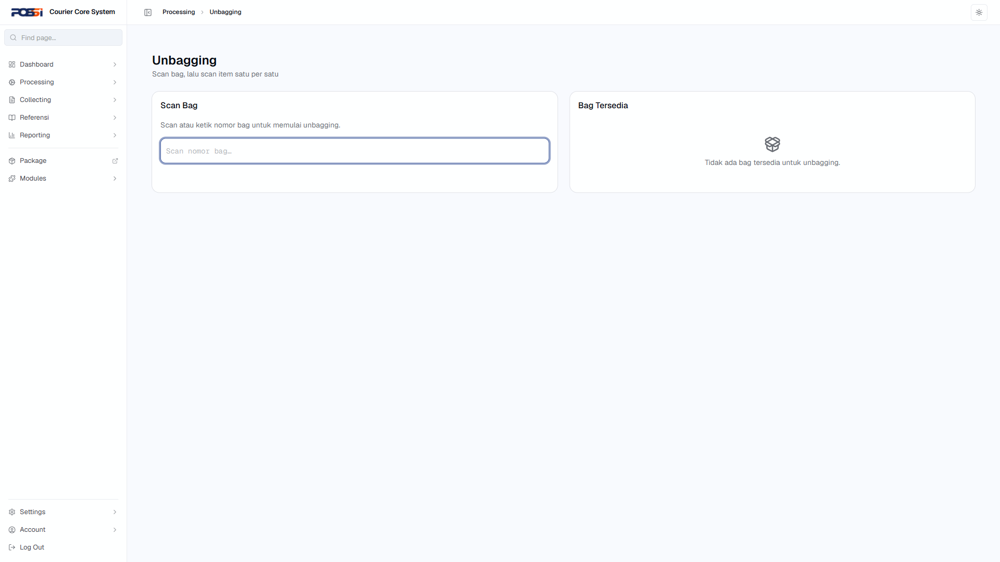 POSSI Courier Core System
Processing > Unbagging
Find page...
Dashboard
Processing
Collecting
Referensi
Reporting
Package
Modules
Unbagging
Scan bag, lalu scan item satu per satu
Scan Bag
Scan atau ketik nomor bag untuk memulai unbagging.
Scan nomor bag…
Bag Tersedia
Tidak ada bag tersedia untuk unbagging.
Settings
Account
Log Out